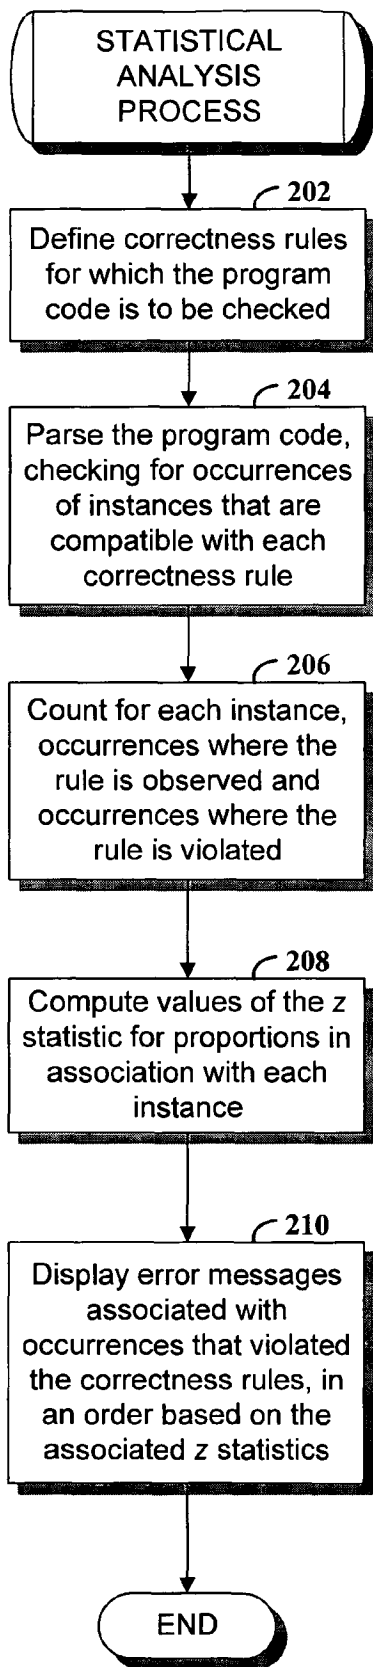 STATISTICAL
ANALYSIS
PROCESS
202
Define correctness rules
for which the program
code is to be checked
204
Parse the program code,
checking for occurrences
of instances that are
compatible with each
correctness rule
206
Count for each instance,
occurrences where the
rule is observed and
occurrences where the
rule is violated
208
Compute values of the z
statistic for proportions in
association with each
instance
210
Display error messages
associated with
occurrences that violated
the correctness rules, in
an order based on the
associated z statistics
END